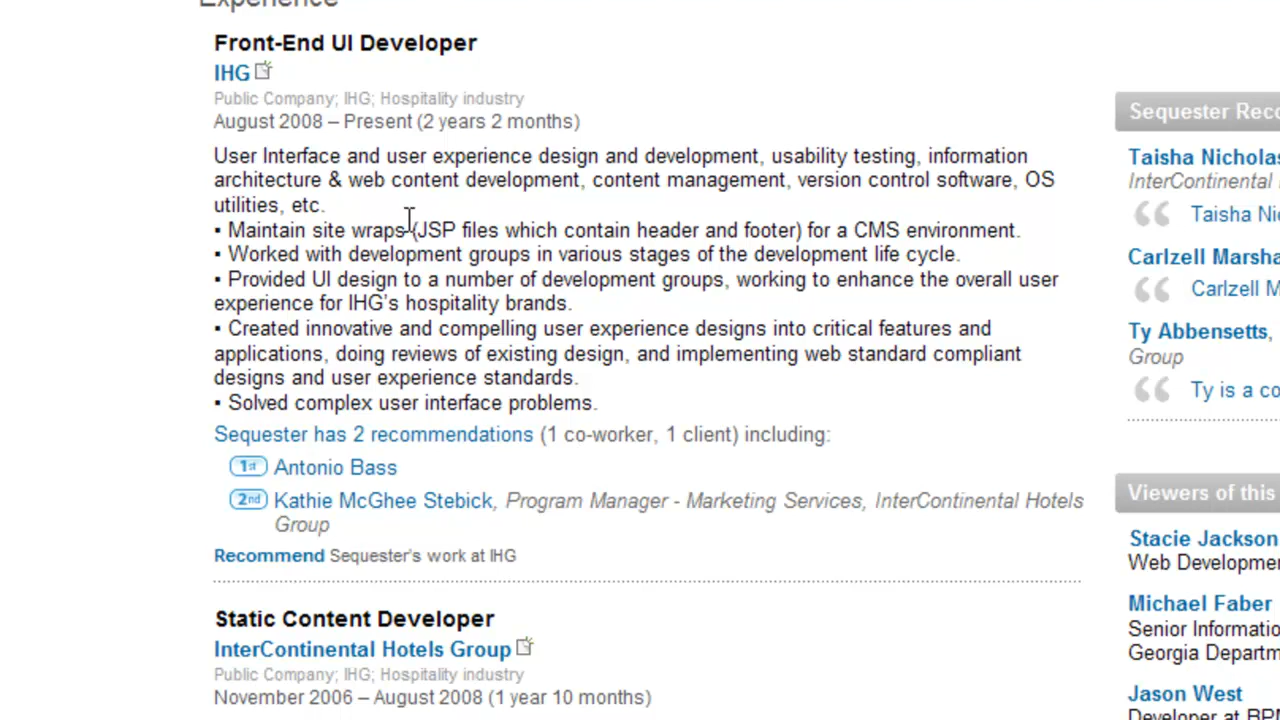 Experience
Front-End UI Developer
IHG
Public Company; IHG; Hospitality industry
August 2008 – Present (2 years 2 months)
User Interface and user experience design and development, usability testing, information
architecture & web content development, content management, version control software, OS
utilities, etc.
▪ Maintain site wraps (JSP files which contain header and footer) for a CMS environment.
▪ Worked with development groups in various stages of the development life cycle.
▪ Provided UI design to a number of development groups, working to enhance the overall user
experience for IHG's hospitality brands.
▪ Created innovative and compelling user experience designs into critical features and
applications, doing reviews of existing design, and implementing web standard compliant
designs and user experience standards.
▪ Solved complex user interface problems.
Sequester has 2 recommendations (1 co-worker, 1 client) including:
1st Antonio Bass
2nd Kathie McGhee Stebick, Program Manager - Marketing Services, InterContinental Hotels
Group
Recommend Sequester's work at IHG
Static Content Developer
InterContinental Hotels Group
Public Company; IHG; Hospitality industry
November 2006 – August 2008 (1 year 10 months)
Sequester
Taisha
InterContinental
Taisha
Carlzell
Carlzell
Ty Abbensetts,
Group
Ty is a
Viewers of this
Stacie Jackson
Web
Michael Faber
Senior
Georgia
Jason West
Developer at